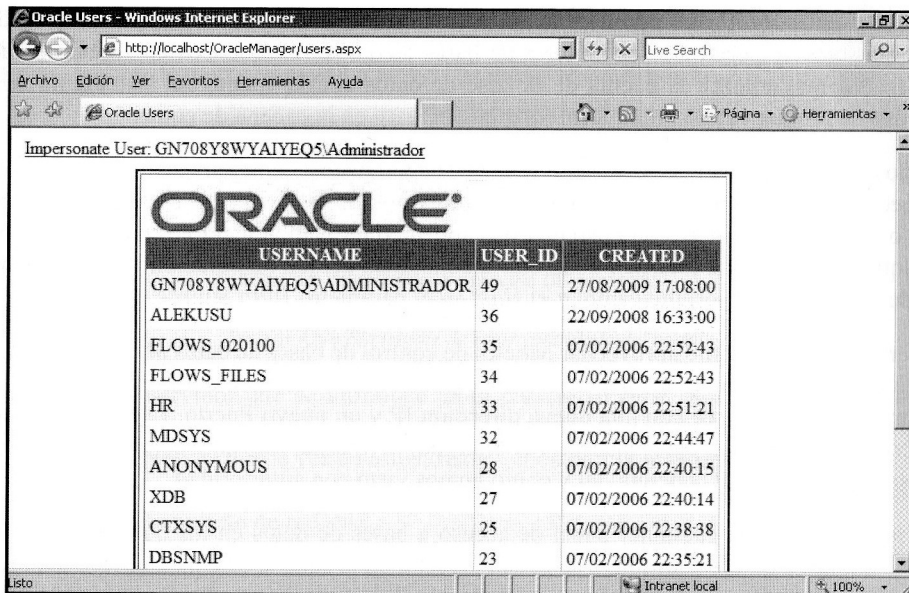 Oracle Users - Windows Internet Explorer
http://localhost/OracleManager/users.aspx
Live Search
Archivo Edición Ver Favoritos Herramientas Ayuda
Oracle Users
Página Herramientas
Impersonate User: GN708Y8WYAIYEQ5\Administrador
ORACLE®
USERNAME USER_ID CREATED
GN708Y8WYAIYEQ5\ADMINISTRADOR 49 27/08/2009 17:08:00
ALEKUSU 36 22/09/2008 16:33:00
FLOWS_020100 35 07/02/2006 22:52:43
FLOWS_FILES 34 07/02/2006 22:52:43
HR 33 07/02/2006 22:51:21
MDSYS 32 07/02/2006 22:44:47
ANONYMOUS 28 07/02/2006 22:40:15
XDB 27 07/02/2006 22:40:14
CTXSYS 25 07/02/2006 22:38:38
DBSNMP 23 07/02/2006 22:35:21
Listo Intranet local 100%